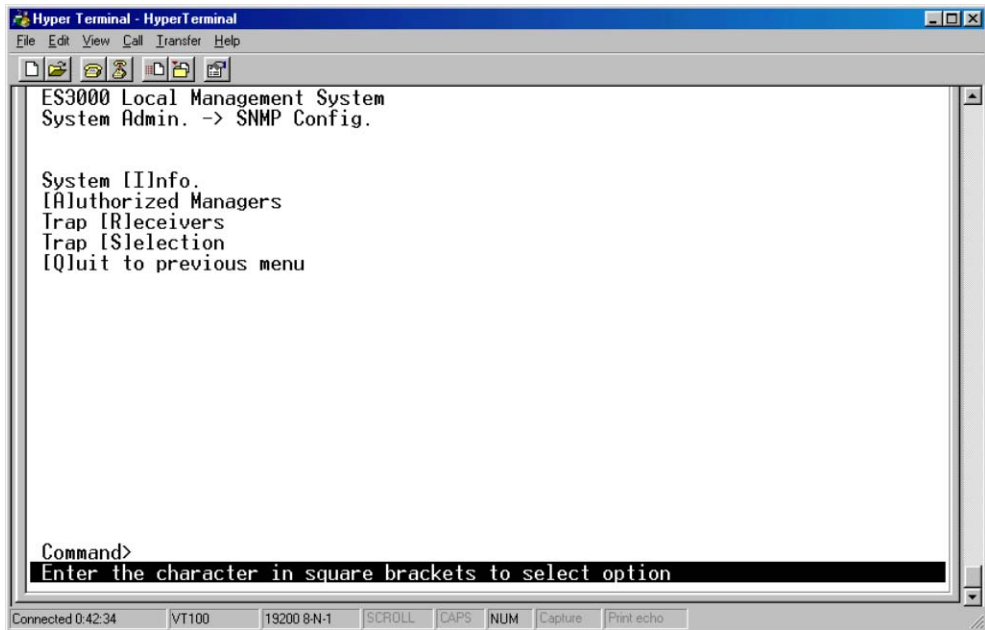 Hyper Terminal - HyperTerminal
File Edit View Call Transfer Help
ES3000 Local Management System
System Admin. -> SNMP Config.
System [I]nfo.
[A]uthorized Managers
Trap [R]eceivers
Trap [S]election
[Q]uit to previous menu
Command>
Enter the character in square brackets to select option
Connected 0:42:34 VT100 19200 8-N-1 SCROLL CAPS NUM Capture Print echo